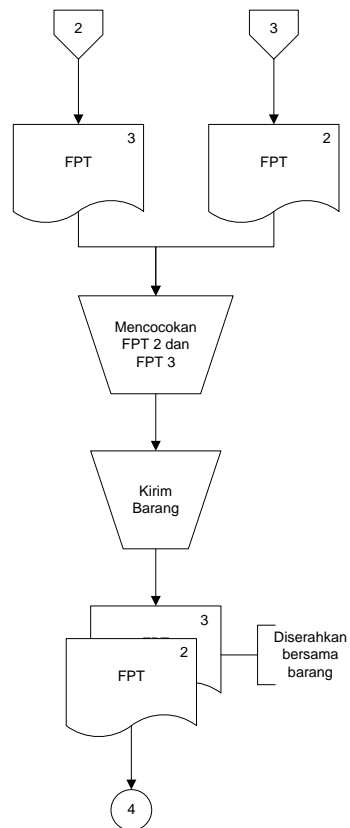 2
3
3
FPT
2
FPT
Mencocokan
FPT 2 dan
FPT 3
Kirim
Barang
3
2
FPT
Diserahkan
bersama
barang
4